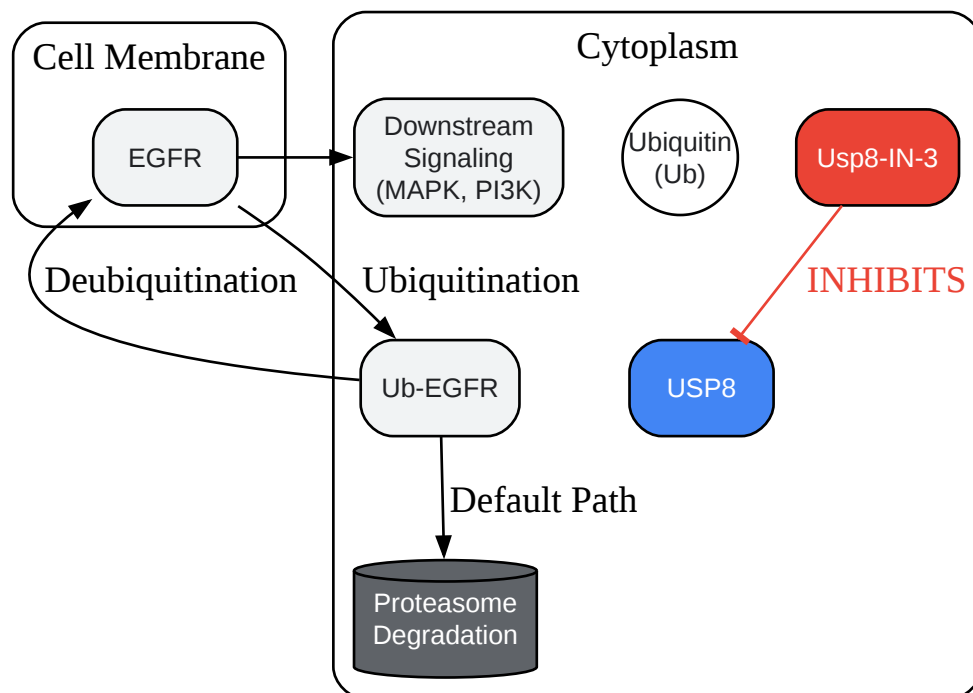 Cell Membrane
Cytoplasm
EGFR
Downstream
Signaling
(MAPK, PI3K)
Ubiquitin
(Ub)
Usp8-IN-3
Deubiquitination
Ubiquitination
INHIBITS
Ub-EGFR
USP8
Default Path
Proteasome
Degradation